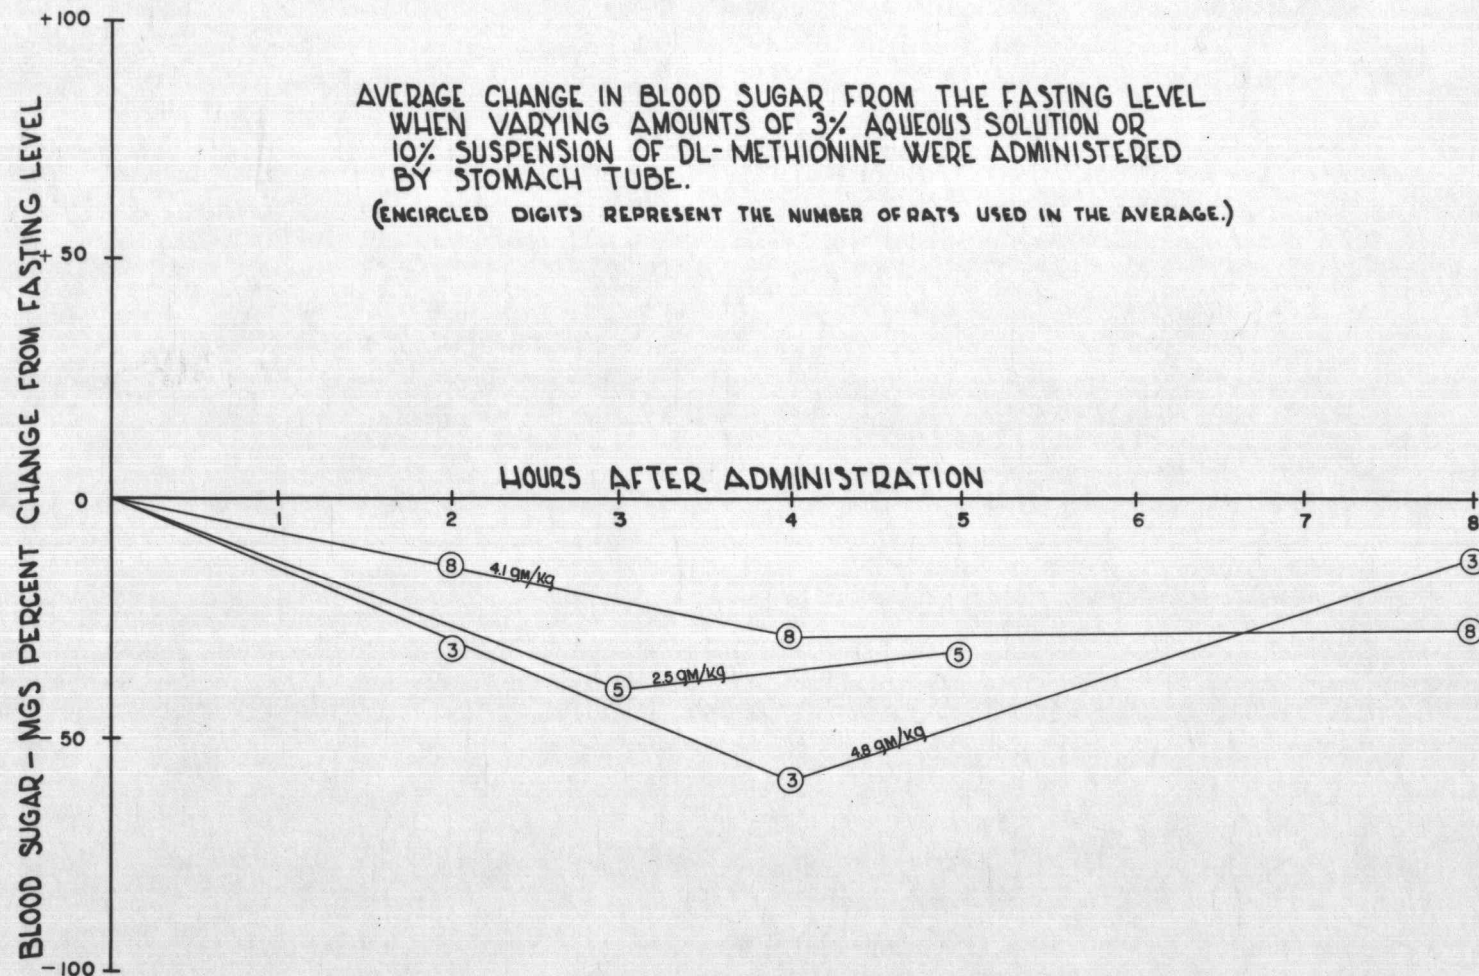 +100
AVERAGE CHANGE IN BLOOD SUGAR FROM THE FASTING LEVEL
WHEN VARYING AMOUNTS OF 3% AQUEOUS SOLUTION OR
10% SUSPENSION OF DL-METHIONINE WERE ADMINISTERED
BY STOMACH TUBE.
(ENCIRCLED DIGITS REPRESENT THE NUMBER OF RATS USED IN THE AVERAGE.)
+50
BLOOD SUGAR - MGS PERCENT CHANGE FROM FASTING LEVEL
HOURS AFTER ADMINISTRATION
0
1 2 3 4 5 6 7 8
8 4.1 GM/KG 3
8 8
3 5
5 2.5 GM/KG
-50
4.8 GM/KG
3
-100